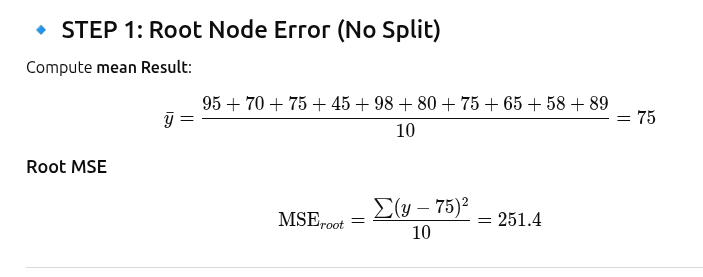 🔹 STEP 1: Root Node Error (No Split)
Compute mean Result:
ȳ = (95 + 70 + 75 + 45 + 98 + 80 + 75 + 65 + 58 + 89) / 10 = 75
Root MSE
MSE_root = ∑(y − 75)² / 10 = 251.4